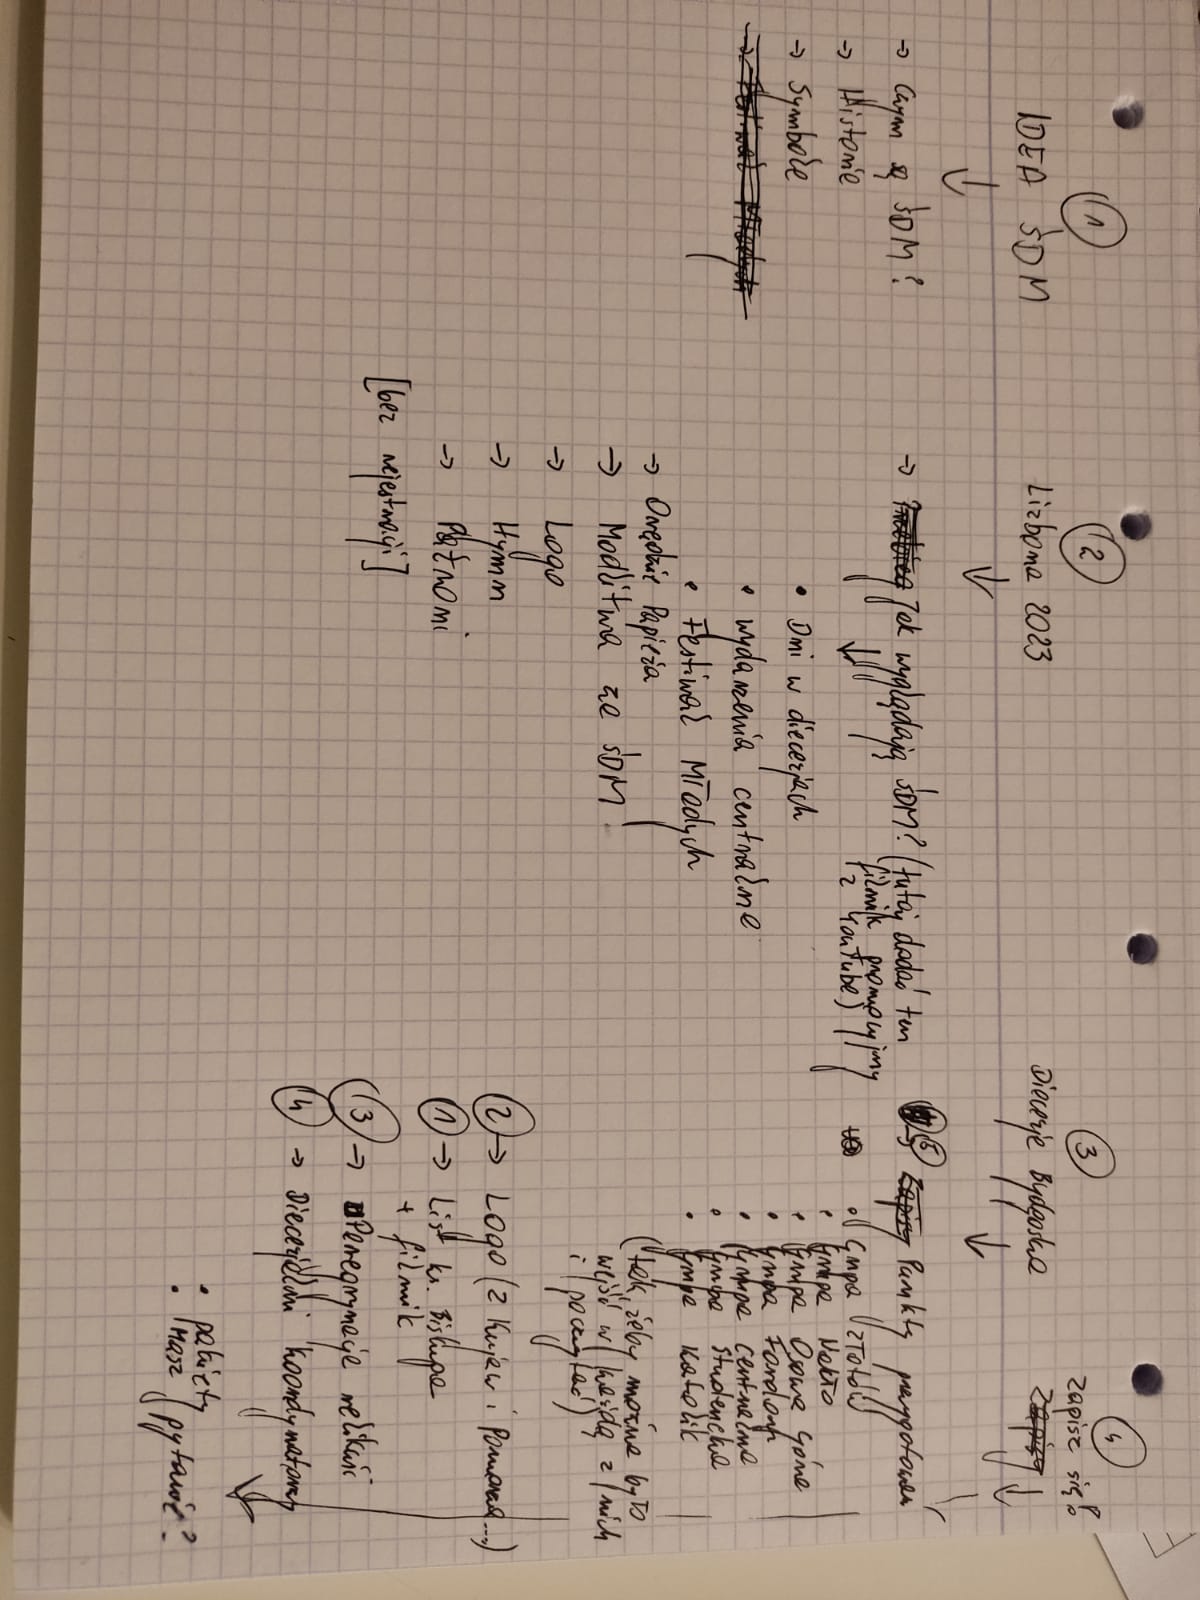 1
IDEA ŚDM
→ Czym są ŚDM?
→ Historia
→ Symbole
→ Festiwal Młodych
2
Lizbona 2023
→ Przebieg Jak wyglądają ŚDM? (tutaj dodać ten
filmik promocyjny
z YouTube)
• Dni w diecezjach
• wydarzenia centralne
• Festiwal Młodych
→ Orędzie Papieża
→ Modlitwa za ŚDM
→ Logo
→ Hymn
→ Patroni
[bez rejestracji]
3
Diecezja Bydgoska
5 → Zapisy Punkty przygotowań
• Grupa Złotów
• Grupa Nakło
• Grupa Osowa Góra
• Grupa Fordon
• Grupa centralna
• Grupa Studencka
• Grupa Katolik
(tak, żeby można było
wejść w każdą z nich
i poczytać)
2 → Logo (z Kujaw i Pomorza...)
1 → List ks. Biskupa
+ filmik
3 → Peregrynacja relikwii
4 → Diecezjalni koordynatorzy
4
Zapisz się!
Zapisy
• pakiety
• Masz pytanie?